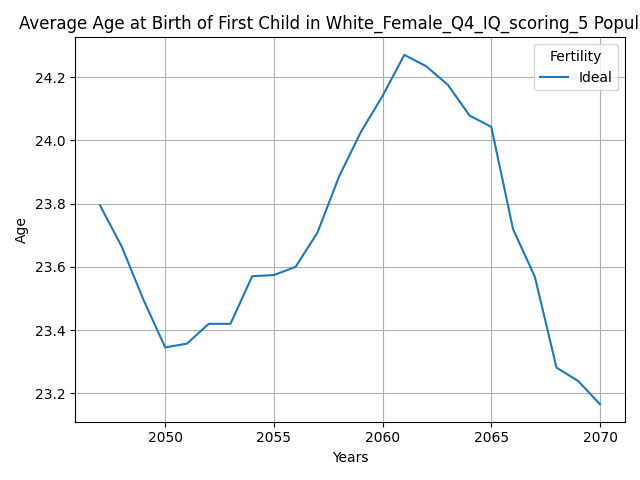 Average Age at Birth of First Child in White_Female_Q4_IQ_scoring_5 Popul
Fertility
Ideal
24.2
24.0
23.8
23.6
23.4
23.2
Age
2050 2055 2060 2065 2070
Years